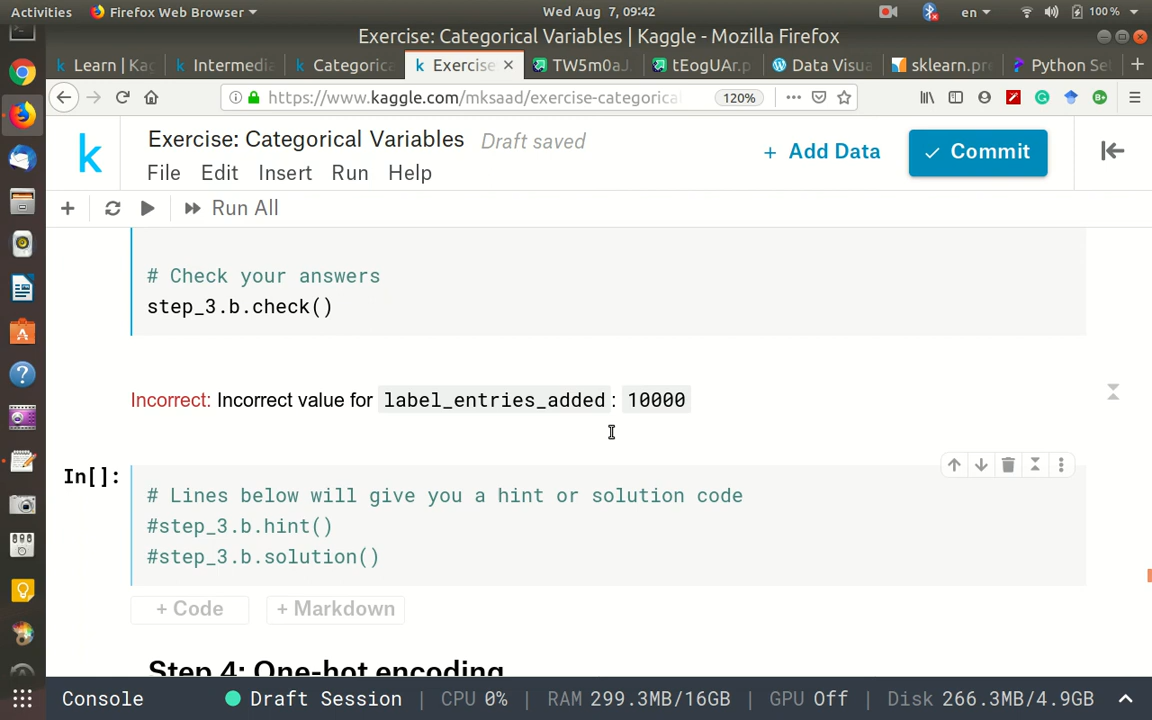 Activities Firefox Web Browser Wed Aug 7, 09:42 en 100%
Exercise: Categorical Variables | Kaggle - Mozilla Firefox
Learn | Kag Intermedia Categorica Exercise TW5m0aJ tEogUAr.p Data Visua sklearn.pre Python Se
https://www.kaggle.com/mksaad/exercise-categorica 120%
k Exercise: Categorical Variables Draft saved
File Edit Insert Run Help
+ Add Data Commit
Run All
# Check your answers
step_3.b.check()
Incorrect: Incorrect value for label_entries_added: 10000
In[]:
# Lines below will give you a hint or solution code
#step_3.b.hint()
#step_3.b.solution()
+ Code + Markdown
Step 4: One-hot encoding
Console Draft Session | CPU 0% | RAM 299.3MB/16GB | GPU Off | Disk 266.3MB/4.9GB